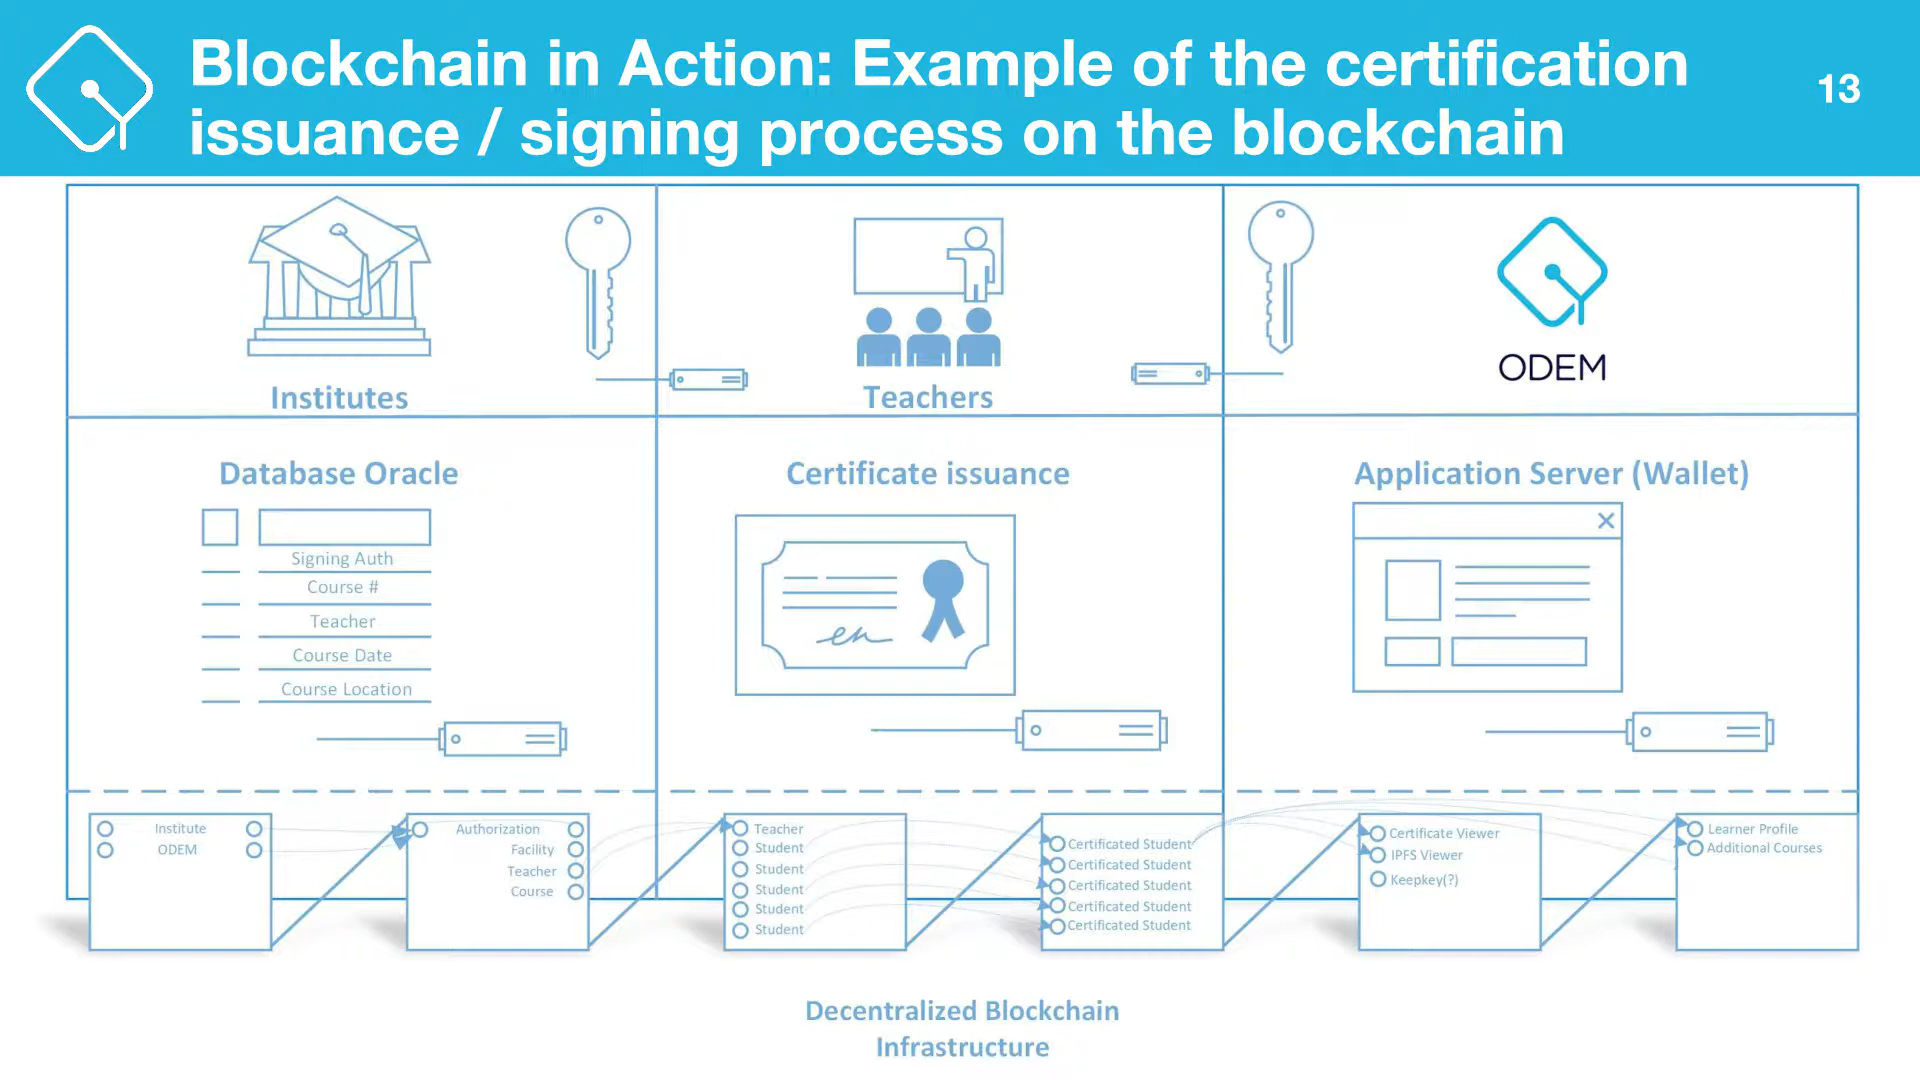 Blockchain in Action: Example of the certification
issuance / signing process on the blockchain
13
Institutes
Teachers
ODEM
Database Oracle
Signing Auth
Course #
Teacher
Course Date
Course Location
Certificate issuance
Application Server (Wallet)
Institute
ODEM
Authorization
Facility
Teacher
Course
Teacher
Student
Student
Student
Student
Student
Certificated Student
Certificated Student
Certificated Student
Certificated Student
Certificated Student
Certificate Viewer
IPFS Viewer
Keepkey(?)
Learner Profile
Additional Courses
Decentralized Blockchain
Infrastructure